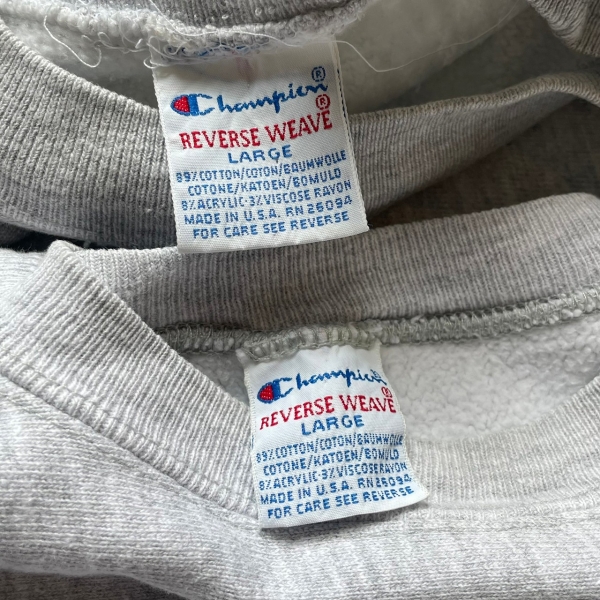 Champion®
REVERSE WEAVE®
LARGE
89% COTTON/COTON/BAUMWOLLE
COTONE/KATOEN/BOMULD
8% ACRYLIC·3% VISCOSE RAYON
MADE IN U.S.A. RN 26094
FOR CARE SEE REVERSE
Champion®
REVERSE WEAVE®
LARGE
89% COTTON/COTON/BAUMWOLLE
COTONE/KATOEN/BOMULD
8% ACRYLIC·3% VISCOSE RAYON
MADE IN U.S.A. RN 26094
FOR CARE SEE REVERSE